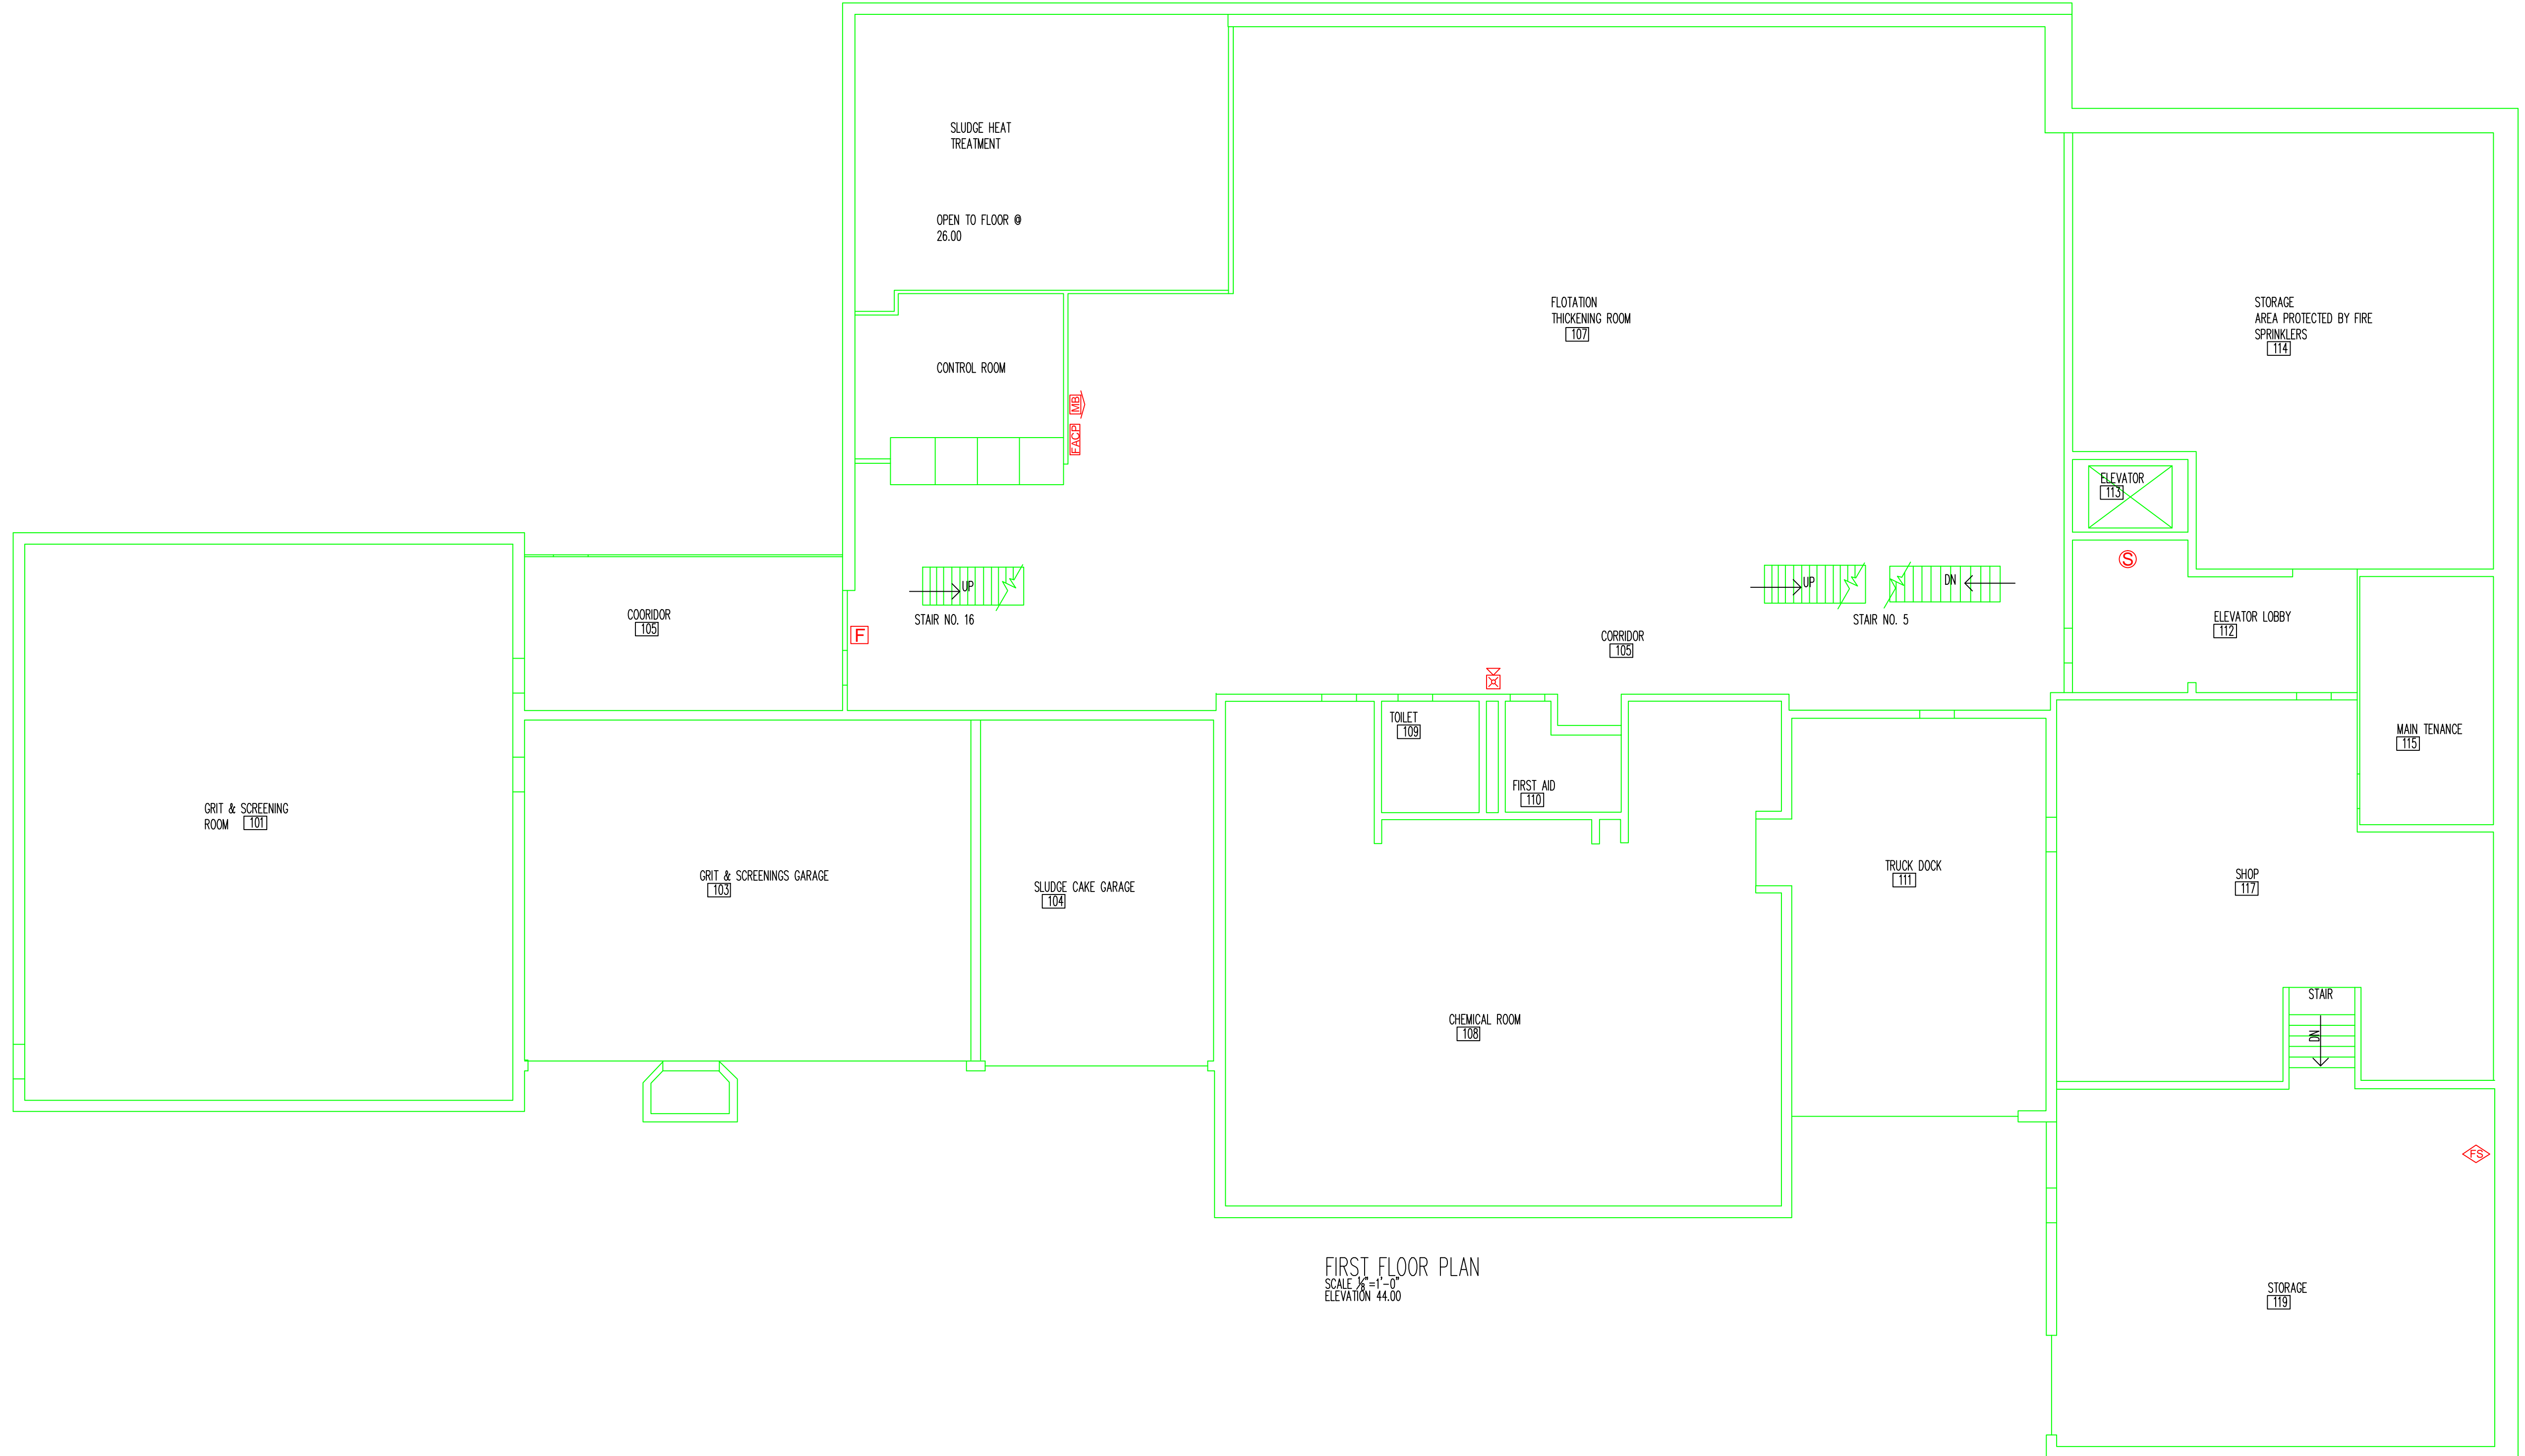 SLUDGE HEAT
TREATMENT
OPEN TO FLOOR @
26.00
CONTROL ROOM
MB
FACP
FLOTATION
THICKENING ROOM
107
STORAGE
AREA PROTECTED BY FIRE
SPRINKLERS
114
ELEVATOR
113
S
UP
STAIR NO. 16
UP
DN
STAIR NO. 5
COORIDOR
105
F
CORRIDOR
105
ELEVATOR LOBBY
112
TOILET
109
FIRST AID
110
MAIN TENANCE
115
GRIT & SCREENING
ROOM 101
GRIT & SCREENINGS GARAGE
103
SLUDGE CAKE GARAGE
104
TRUCK DOCK
111
SHOP
117
CHEMICAL ROOM
108
STAIR
DN
FS
FIRST FLOOR PLAN
SCALE 1/8"=1'-0"
ELEVATION 44.00
STORAGE
119